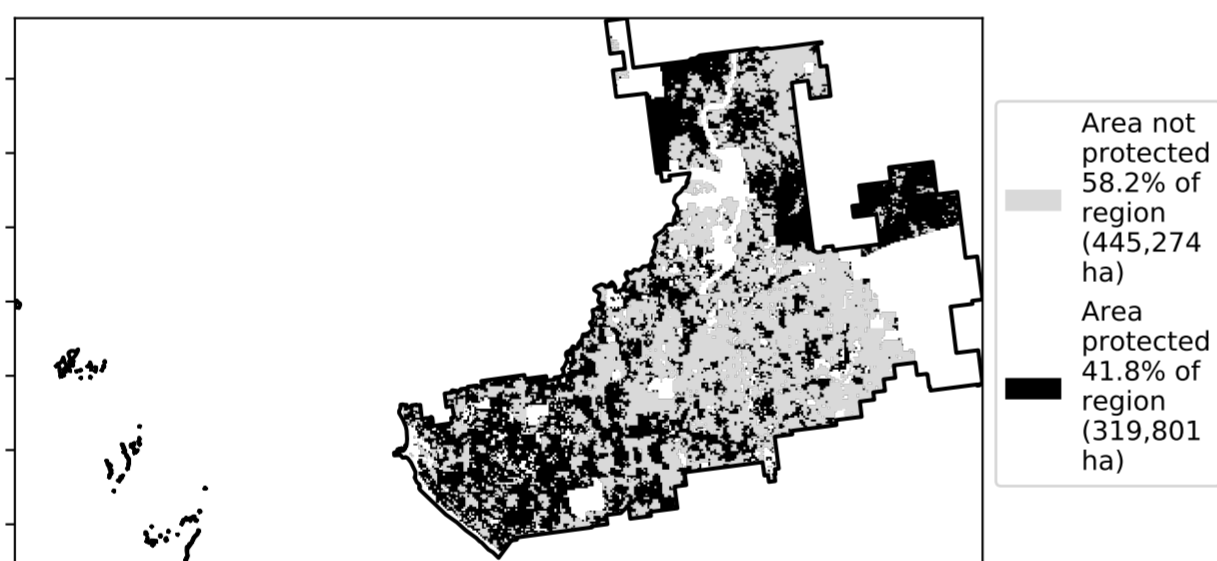 Area not
protected
58.2% of
region
(445,274
ha)
Area
protected
41.8% of
region
(319,801
ha)